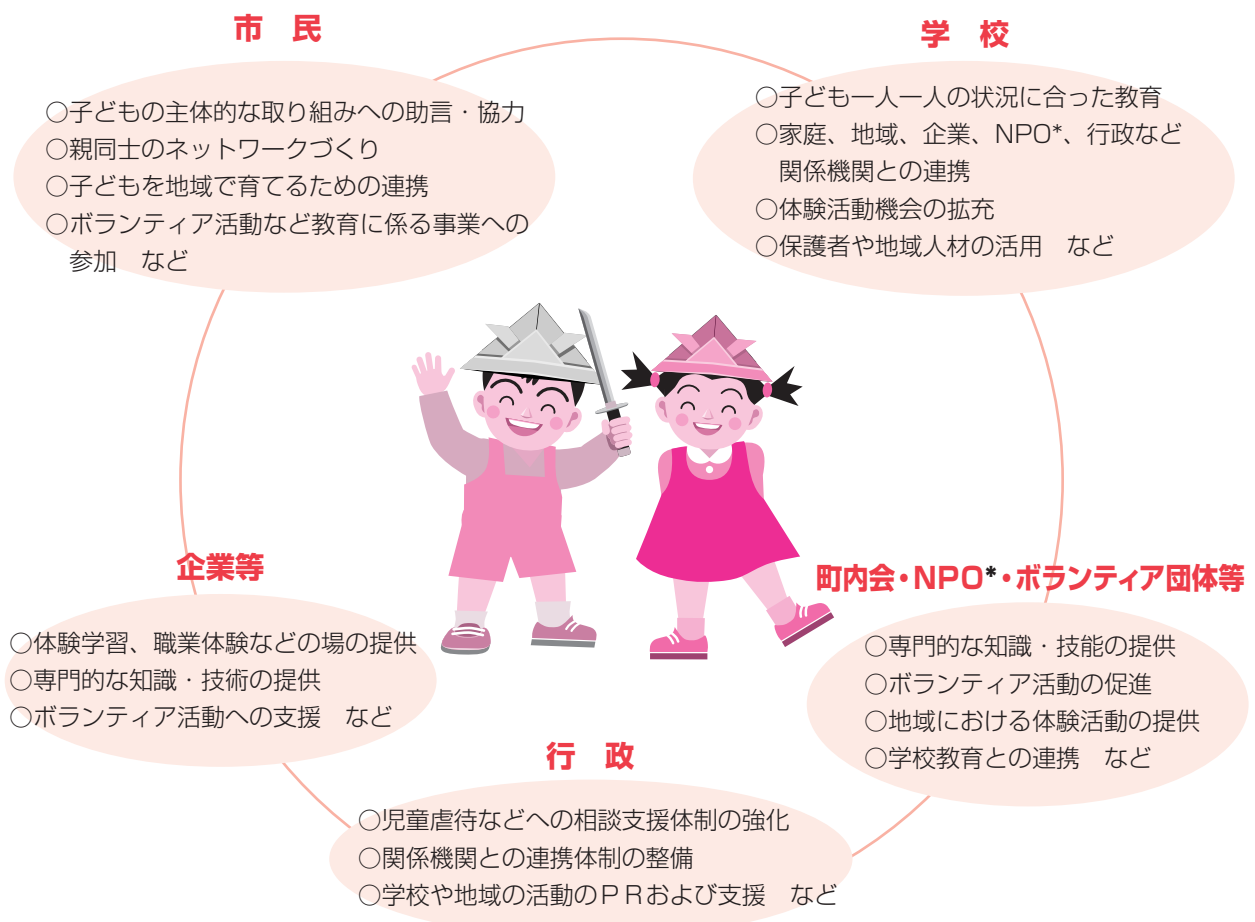 市 民
○子どもの主体的な取り組みへの助言・協力
○親同士のネットワークづくり
○子どもを地域で育てるための連携
○ボランティア活動など教育に係る事業への
参加 など
学 校
○子ども一人一人の状況に合った教育
○家庭、地域、企業、NPO*、行政など
関係機関との連携
○体験活動機会の拡充
○保護者や地域人材の活用 など
企業等
○体験学習、職業体験などの場の提供
○専門的な知識・技術の提供
○ボランティア活動への支援 など
町内会・NPO*・ボランティア団体等
○専門的な知識・技能の提供
○ボランティア活動の促進
○地域における体験活動の提供
○学校教育との連携 など
行 政
○児童虐待などへの相談支援体制の強化
○関係機関との連携体制の整備
○学校や地域の活動のPRおよび支援 など